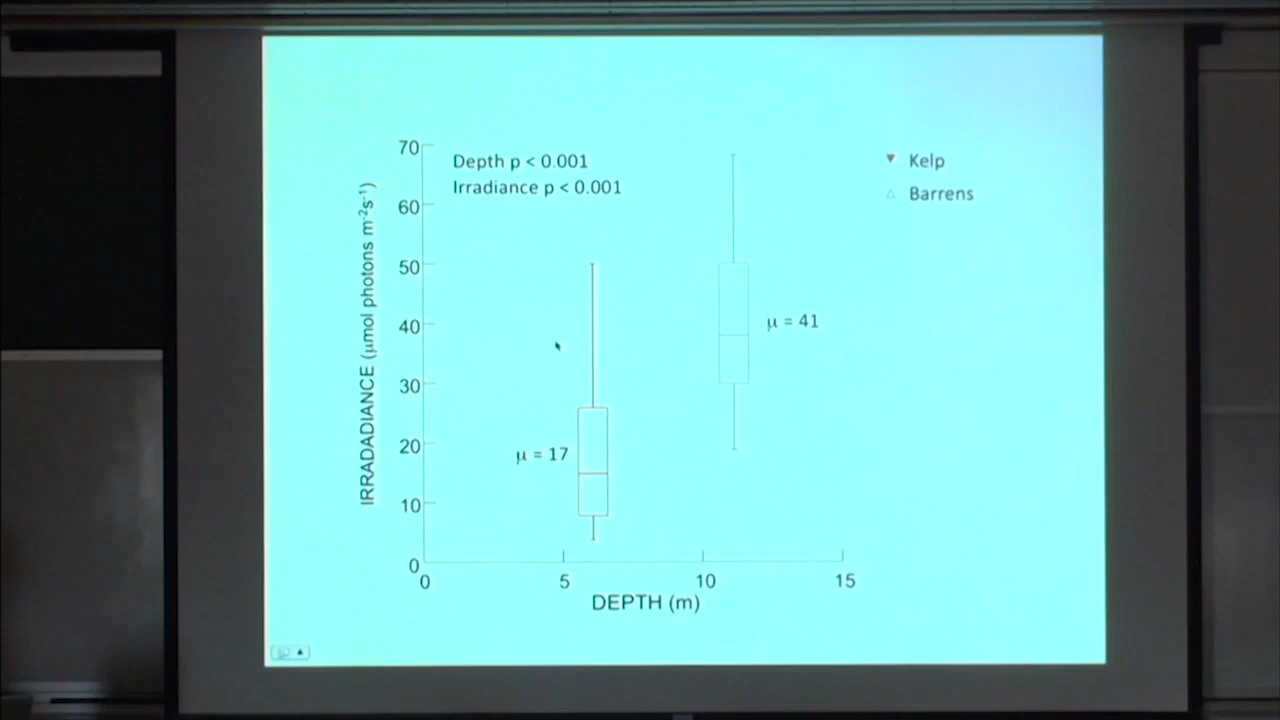 70
60
50
40
30
20
10
0
IRRADADIANCE (µmol photons m⁻²s⁻¹)
Depth p < 0.001
Irradiance p < 0.001
▼ Kelp
△ Barrens
µ = 41
µ = 17
0 5 10 15
DEPTH (m)